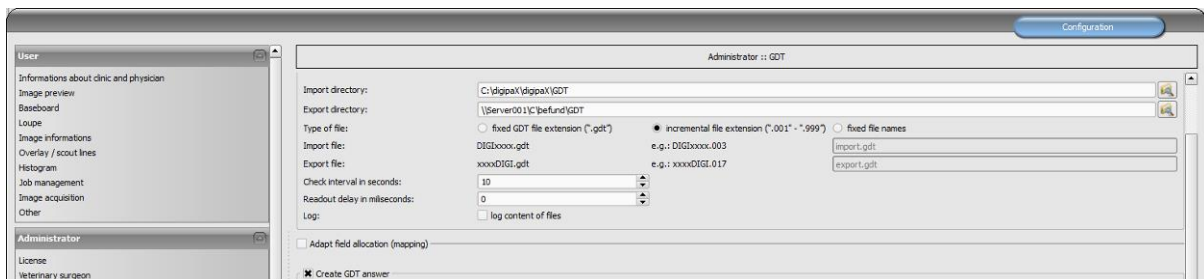 Configuration
User
Informations about clinic and physician
Image preview
Baseboard
Loupe
Image informations
Overlay / scout lines
Histogram
Job management
Image acquisition
Other
Administrator
License
Veterinary surgeon
Administrator :: GDT
Import directory: C:\digipaX\digipaX\GDT
Export directory: \\Server001\C\befund\GDT
Type of file: fixed GDT file extension (".gdt") incremental file extension (".001" - ".999") fixed file names
Import file: DIGIxxxx.gdt e.g.: DIGIxxxx.003 import.gdt
Export file: xxxxDIGI.gdt e.g.: xxxxDIGI.017 export.gdt
Check interval in seconds: 10
Readout delay in miliseconds: 0
Log: log content of files
Adapt field allocation (mapping)
Create GDT answer